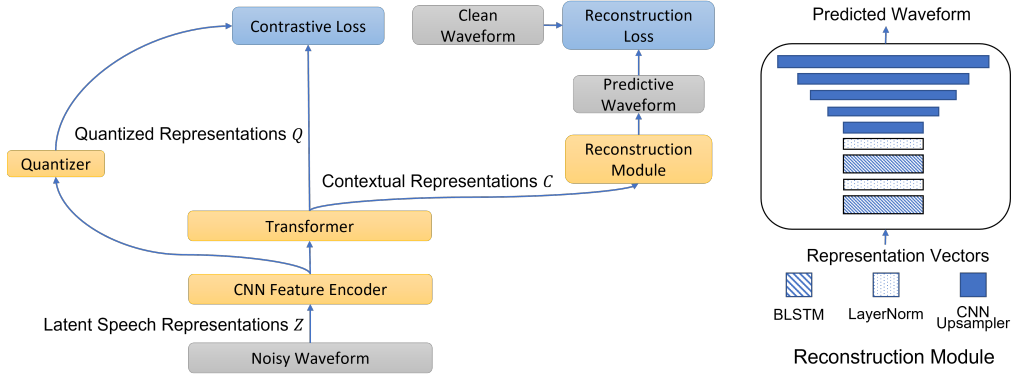 Contrastive Loss
Clean
Waveform
Reconstruction
Loss
Predictive
Waveform
Quantized Representations Q
Quantizer
Reconstruction
Module
Contextual Representations C
Transformer
CNN Feature Encoder
Latent Speech Representations Z
Noisy Waveform
Predicted Waveform
Representation Vectors
BLSTM
LayerNorm
CNN
Upsampler
Reconstruction Module